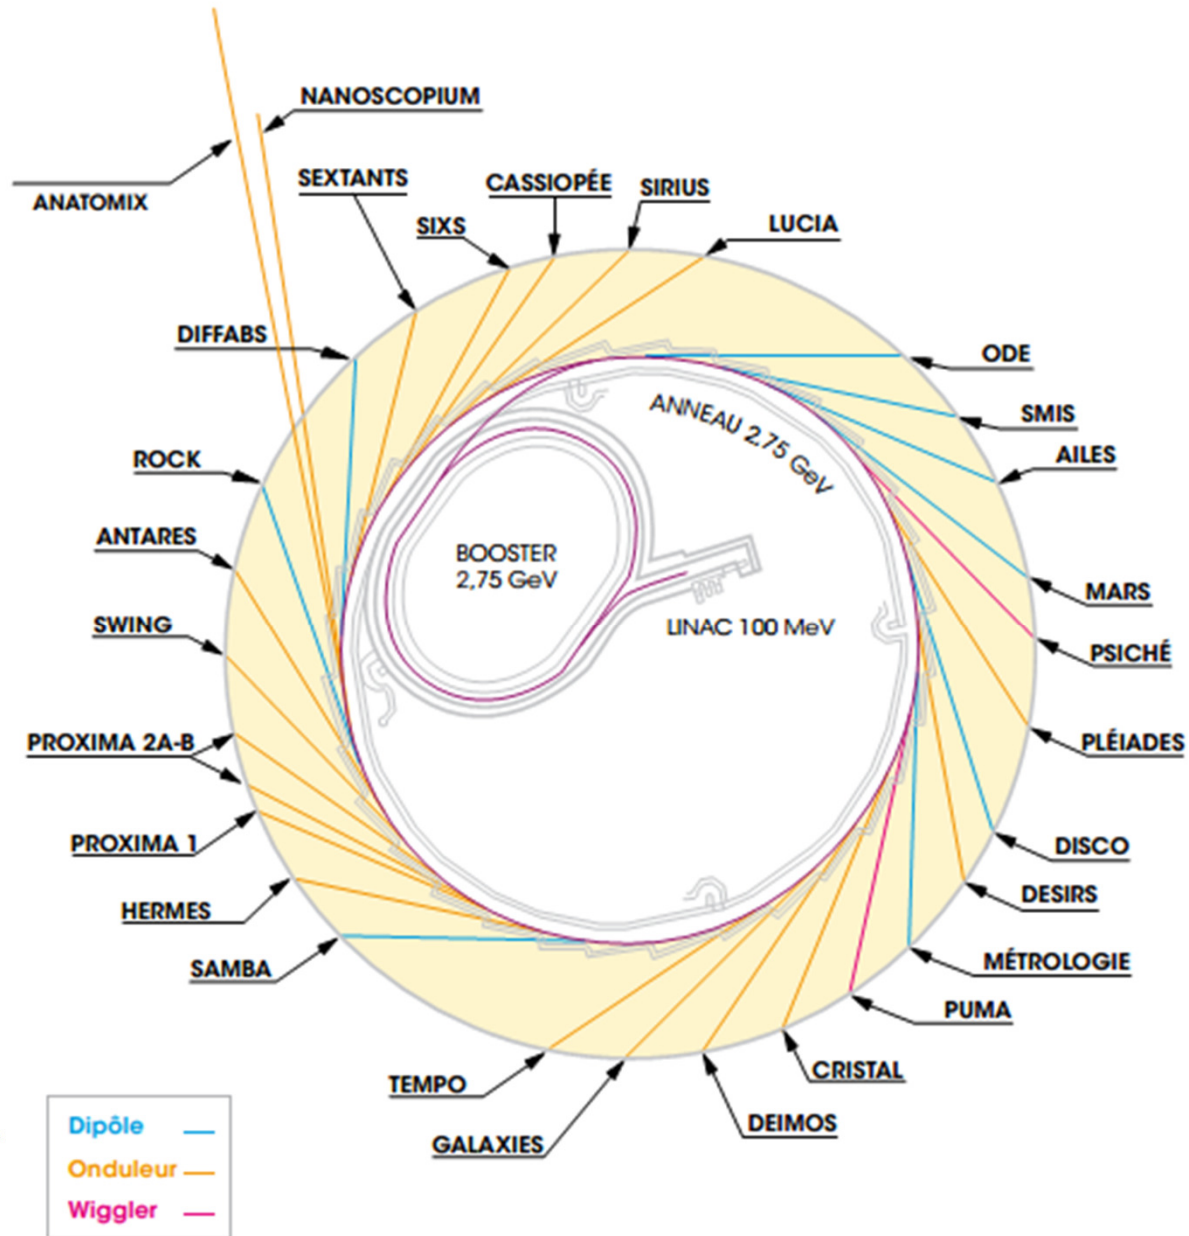 NANOSCOPIUM
ANATOMIX
SEXTANTS
CASSIOPÉE
SIRIUS
SIXS
LUCIA
DIFFABS
ODE
SMIS
AILES
ROCK
ANTARES
SWING
PROXIMA 2A-B
PROXIMA 1
HERMES
SAMBA
ANNEAU 2,75 GeV
BOOSTER
2,75 GeV
LINAC 100 MeV
MARS
PSICHÉ
PLÉIADES
DISCO
DESIRS
MÉTROLOGIE
PUMA
CRISTAL
DEIMOS
TEMPO
GALAXIES
Dipôle
Onduleur
Wiggler